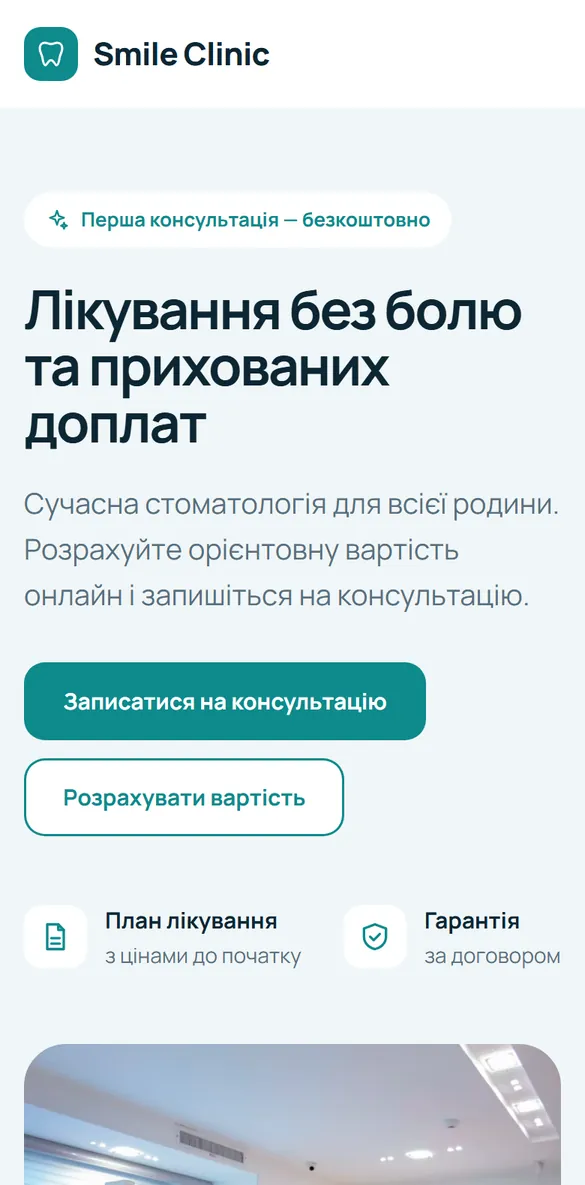 Smile Clinic
Перша консультація — безкоштовно
Лікування без болю
та прихованих
доплат
Сучасна стоматологія для всієї родини.
Розрахуйте орієнтовну вартість
онлайн і запишіться на консультацію.
Записатися на консультацію
Розрахувати вартість
План лікування
з цінами до початку
Гарантія
за договором